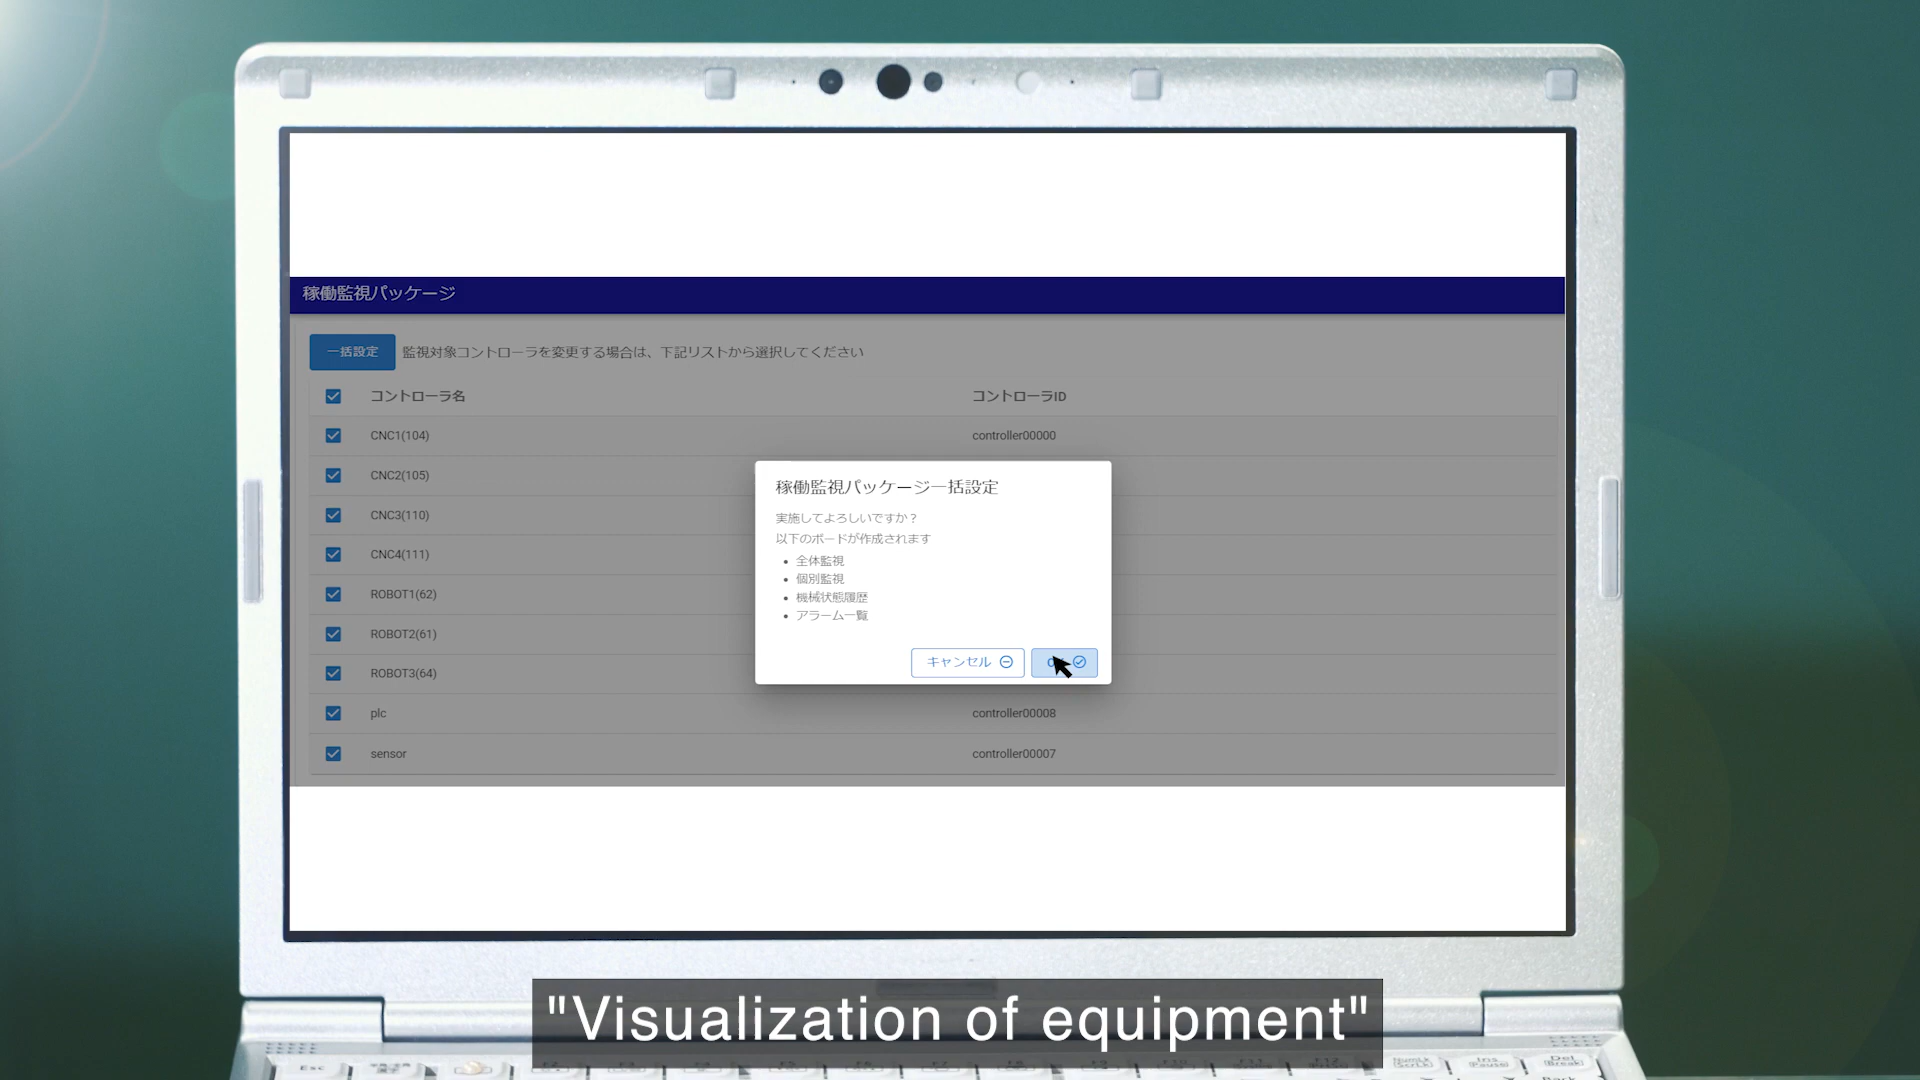 稼働監視パッケージ
一括設定 監視対象コントローラを変更する場合は、下記リストから選択してください
コントローラ名 コントローラID
CNC1(104) controller00000
CNC2(105)
CNC3(110)
CNC4(111)
ROBOT1(62)
ROBOT2(61)
ROBOT3(64)
plc controller00008
sensor controller00007
稼働監視パッケージ一括設定
実施してよろしいですか？
以下のボードが作成されます
全体監視
個別監視
機械状態履歴
アラーム一覧
キャンセル
"Visualization of equipment"
Esc
Ins
Del